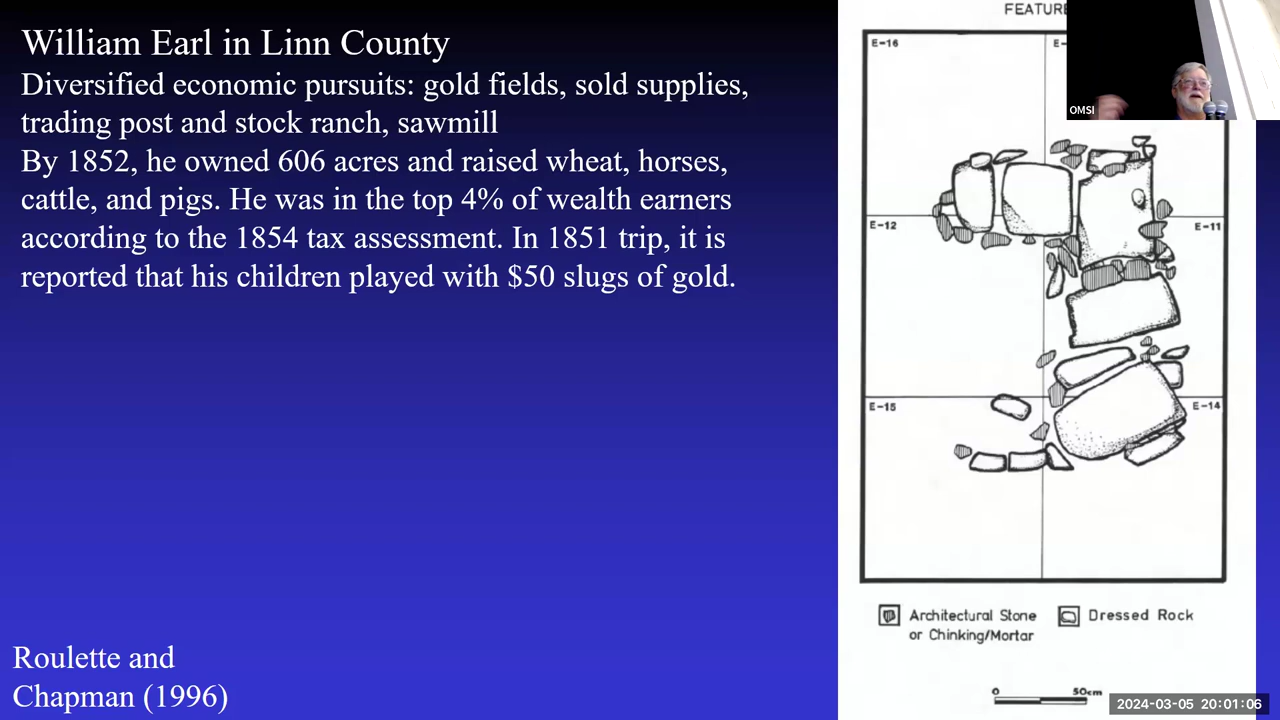 William Earl in Linn County
Diversified economic pursuits: gold fields, sold supplies,
trading post and stock ranch, sawmill
By 1852, he owned 606 acres and raised wheat, horses,
cattle, and pigs. He was in the top 4% of wealth earners
according to the 1854 tax assessment. In 1851 trip, it is
reported that his children played with $50 slugs of gold.
Roulette and
Chapman (1996)
E-16
OMSI
E-12
E-11
E-15
E-14
Architectural Stone
or Chinking/Mortar
Dressed Rock
0
50cm
2024-03-05 20:01:06